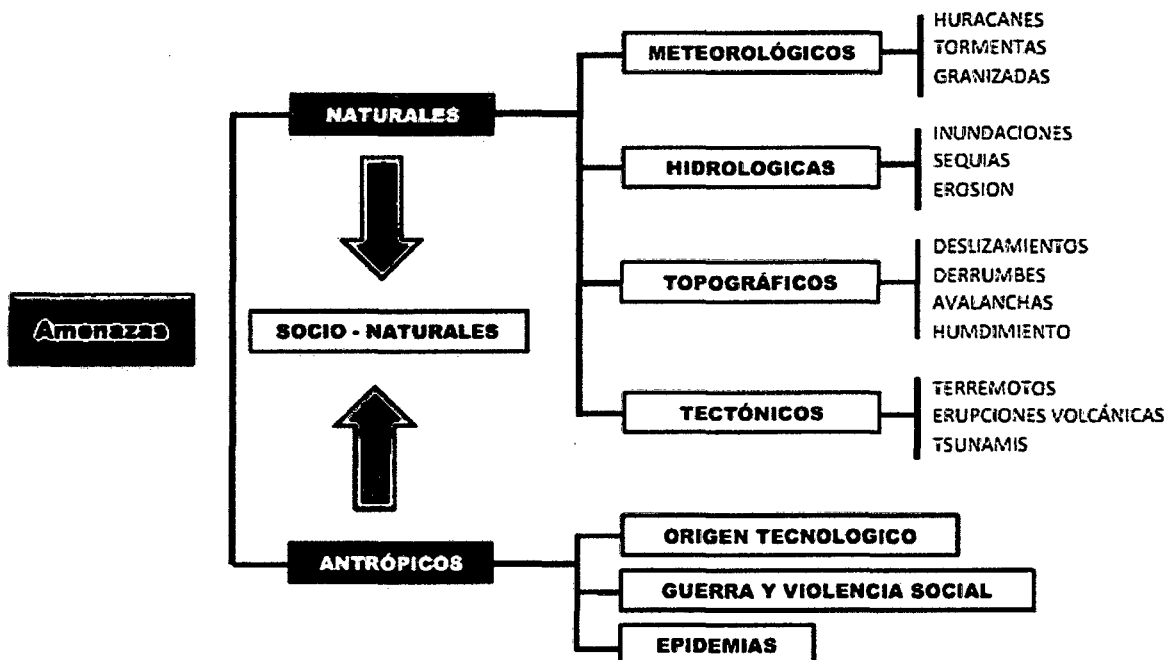 Amenazas
NATURALES
SOCIO - NATURALES
ANTRÓPICOS
METEOROLÓGICOS
HURACANES
TORMENTAS
GRANIZADAS
HIDROLOGICAS
INUNDACIONES
SEQUIAS
EROSION
TOPOGRÁFICOS
DESLIZAMIENTOS
DERRUMBES
AVALANCHAS
HUMDIMIENTO
TECTÓNICOS
TERREMOTOS
ERUPCIONES VOLCÁNICAS
TSUNAMIS
ORIGEN TECNOLOGICO
GUERRA Y VIOLENCIA SOCIAL
EPIDEMIAS